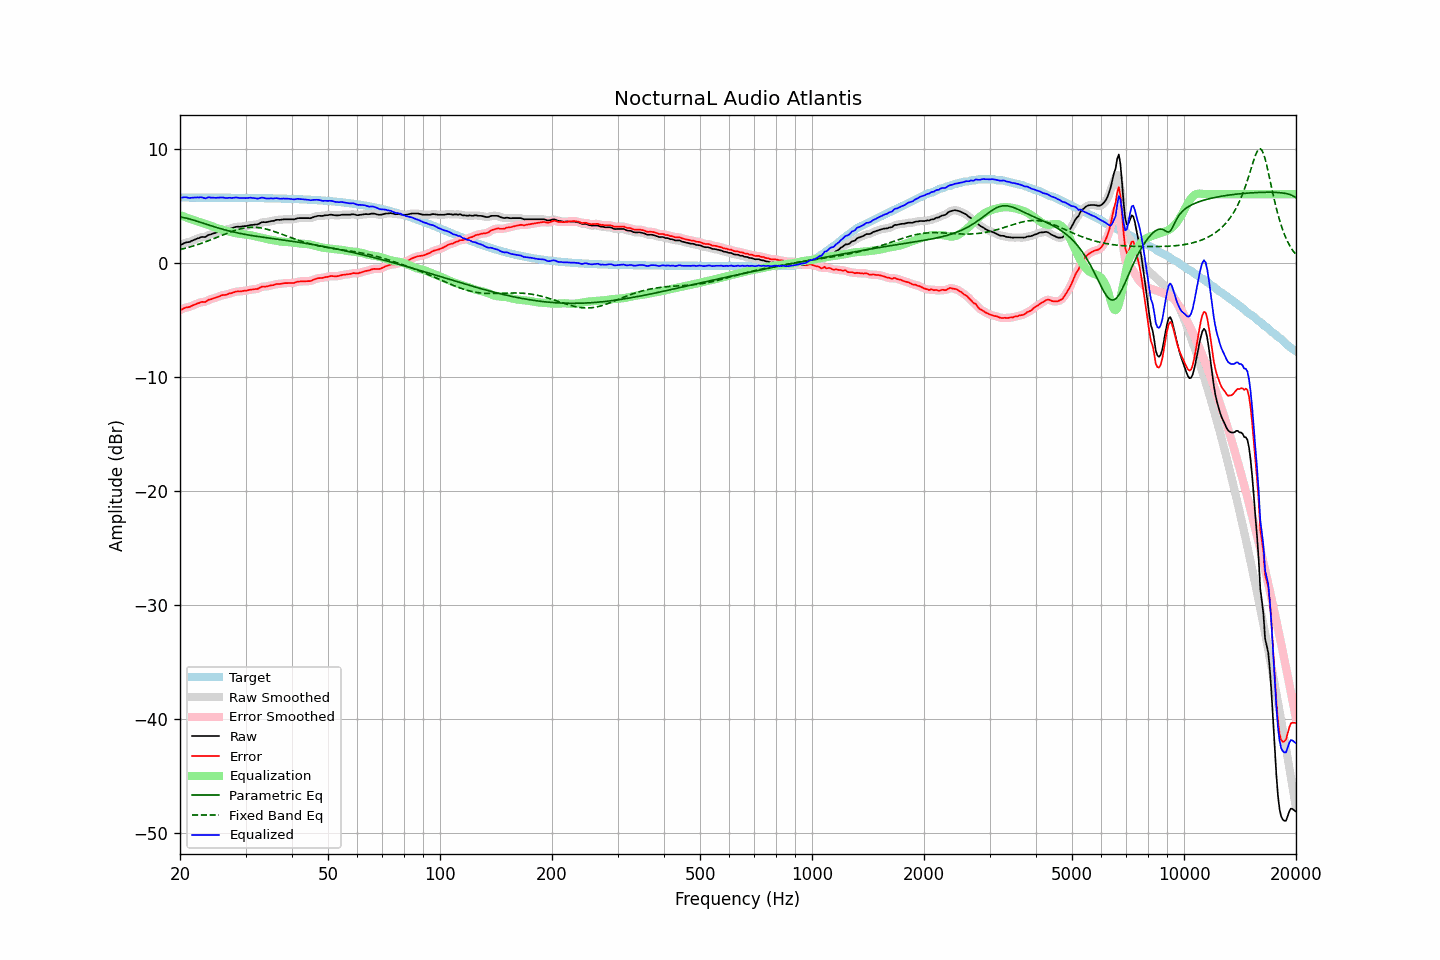 NocturnaL Audio Atlantis
Amplitude (dBr)
10
0
−10
−20
−30
−40
−50
Target
Raw Smoothed
Error Smoothed
Raw
Error
Equalization
Parametric Eq
Fixed Band Eq
Equalized
20 50 100 200 500 1000 2000 5000 10000 20000
Frequency (Hz)